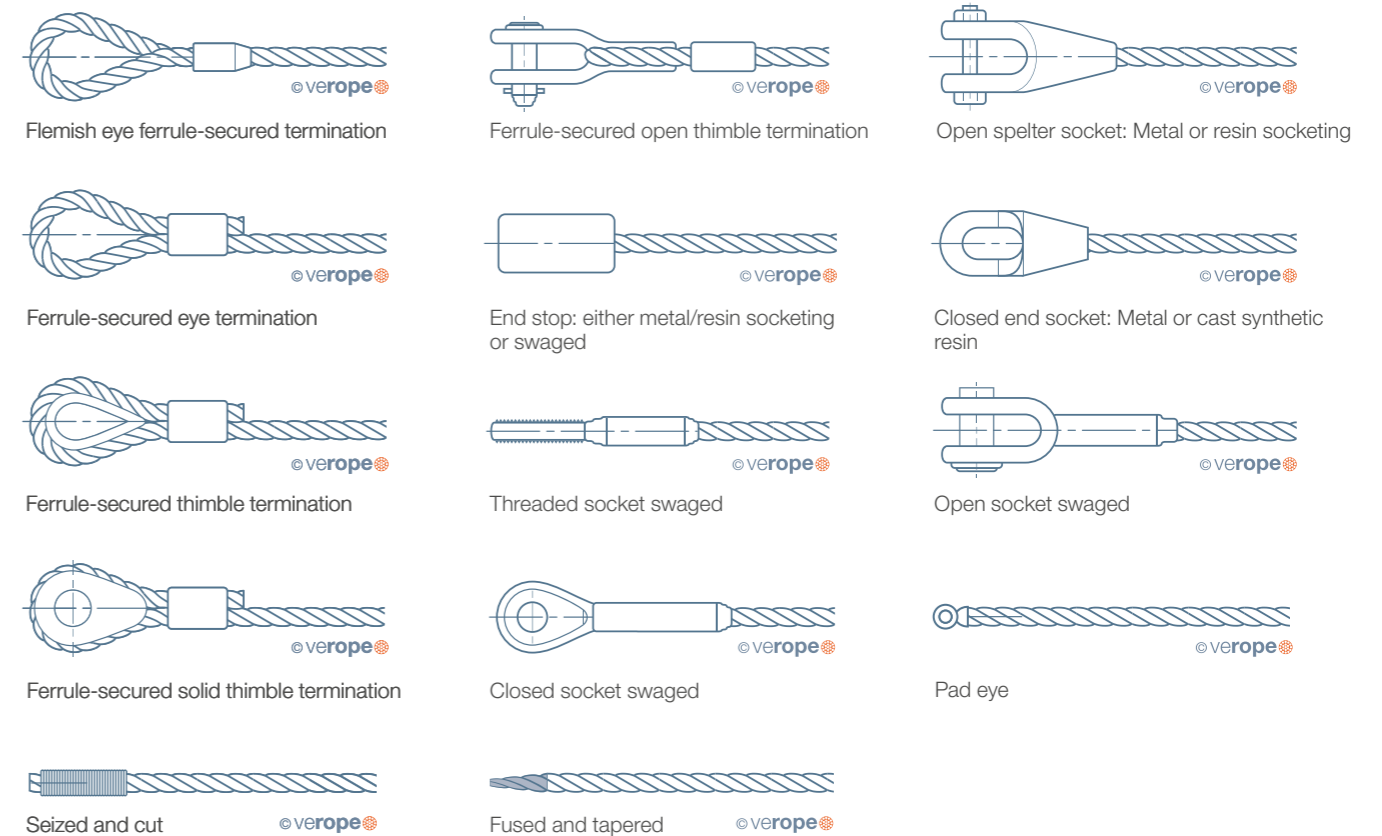 ©verope
©verope
©verope
Flemish eye ferrule-secured termination
Ferrule-secured open thimble termination
Open spelter socket: Metal or resin socketing
©verope
©verope
©verope
Ferrule-secured eye termination
End stop: either metal/resin socketing
or swaged
Closed end socket: Metal or cast synthetic
resin
©verope
©verope
©verope
Ferrule-secured thimble termination
Threaded socket swaged
Open socket swaged
©verope
©verope
©verope
Ferrule-secured solid thimble termination
Closed socket swaged
Pad eye
Seized and cut
©verope
Fused and tapered
©verope